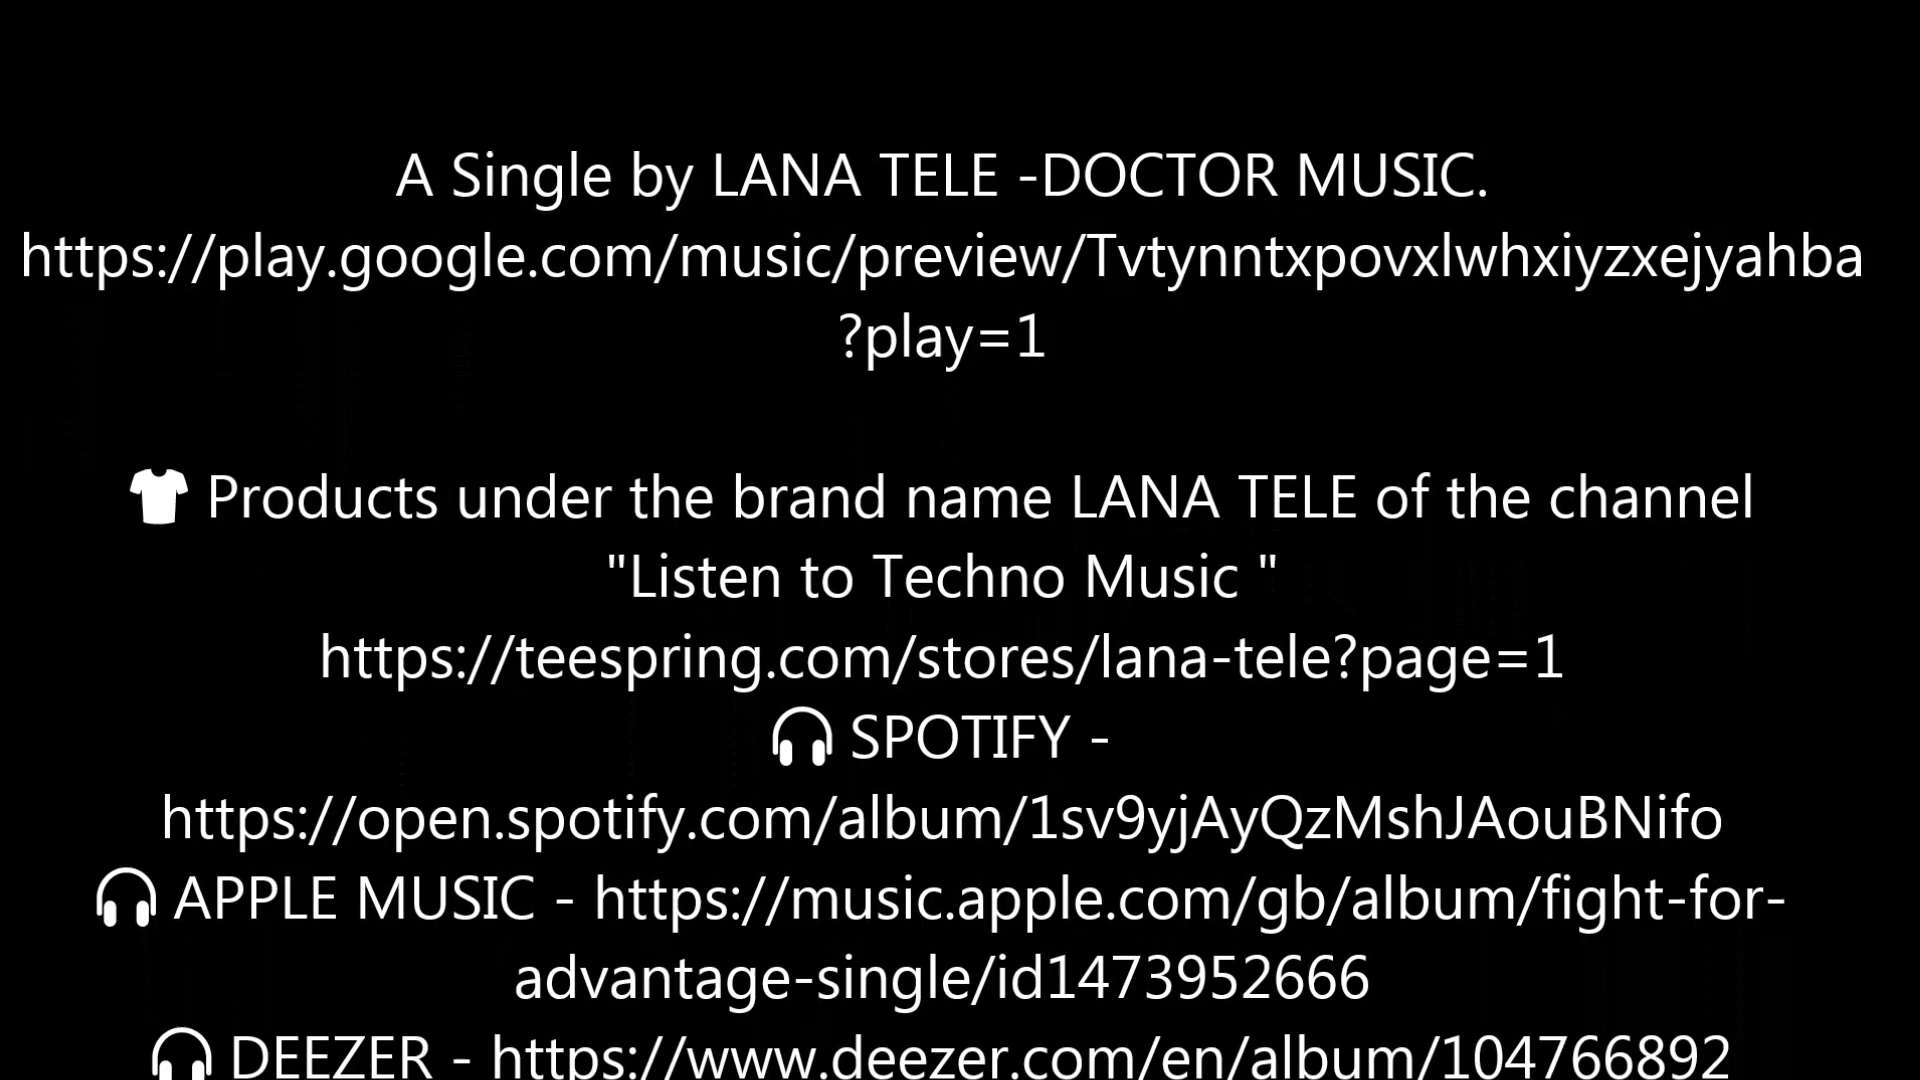 A Single by LANA TELE -DOCTOR MUSIC.
https://play.google.com/music/preview/Tvtynntxpovxlwhxiyzxejyahba
?play=1
👕 Products under the brand name LANA TELE of the channel
"Listen to Techno Music "
https://teespring.com/stores/lana-tele?page=1
🎧 SPOTIFY -
https://open.spotify.com/album/1sv9yjAyQzMshJAouBNifo
🎧 APPLE MUSIC - https://music.apple.com/gb/album/fight-for-
advantage-single/id1473952666
🎧 DEEZER - https://www.deezer.com/en/album/104766892